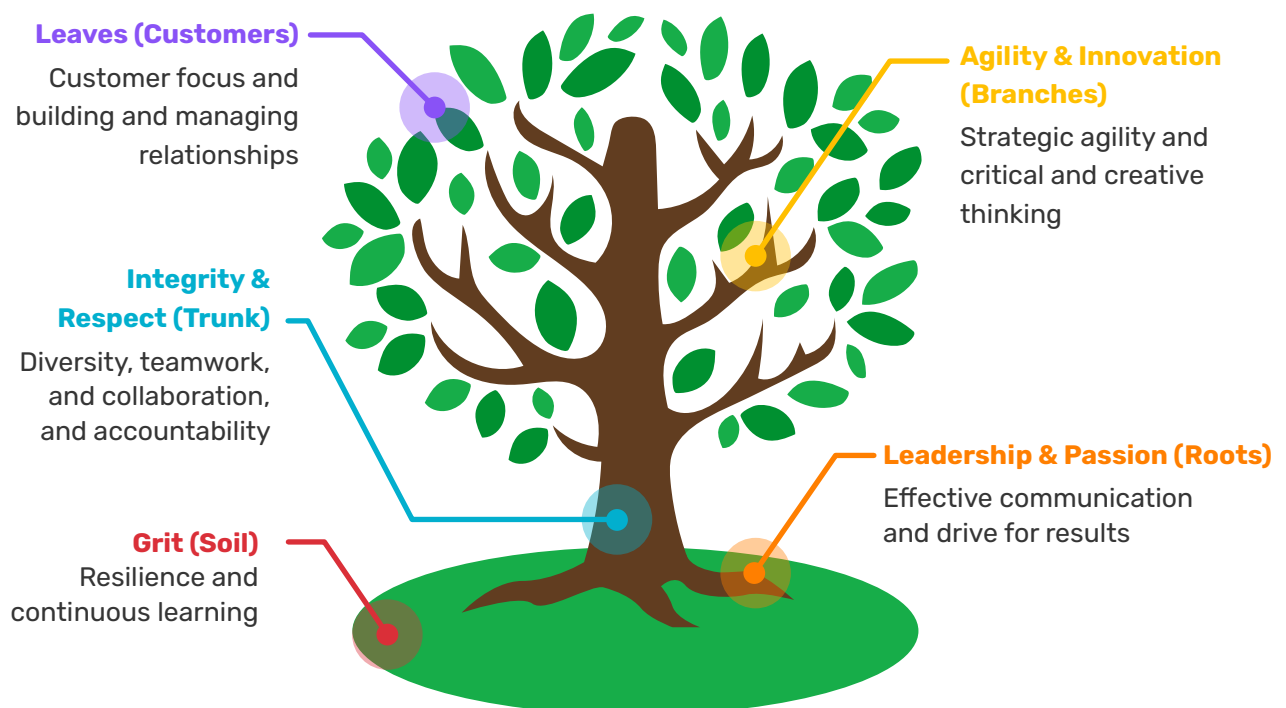 Leaves (Customers)
Customer focus and
building and managing
relationships
Agility & Innovation
(Branches)
Strategic agility and
critical and creative
thinking
Integrity &
Respect (Trunk)
Diversity, teamwork,
and collaboration,
and accountability
Leadership & Passion (Roots)
Effective communication
and drive for results
Grit (Soil)
Resilience and
continuous learning